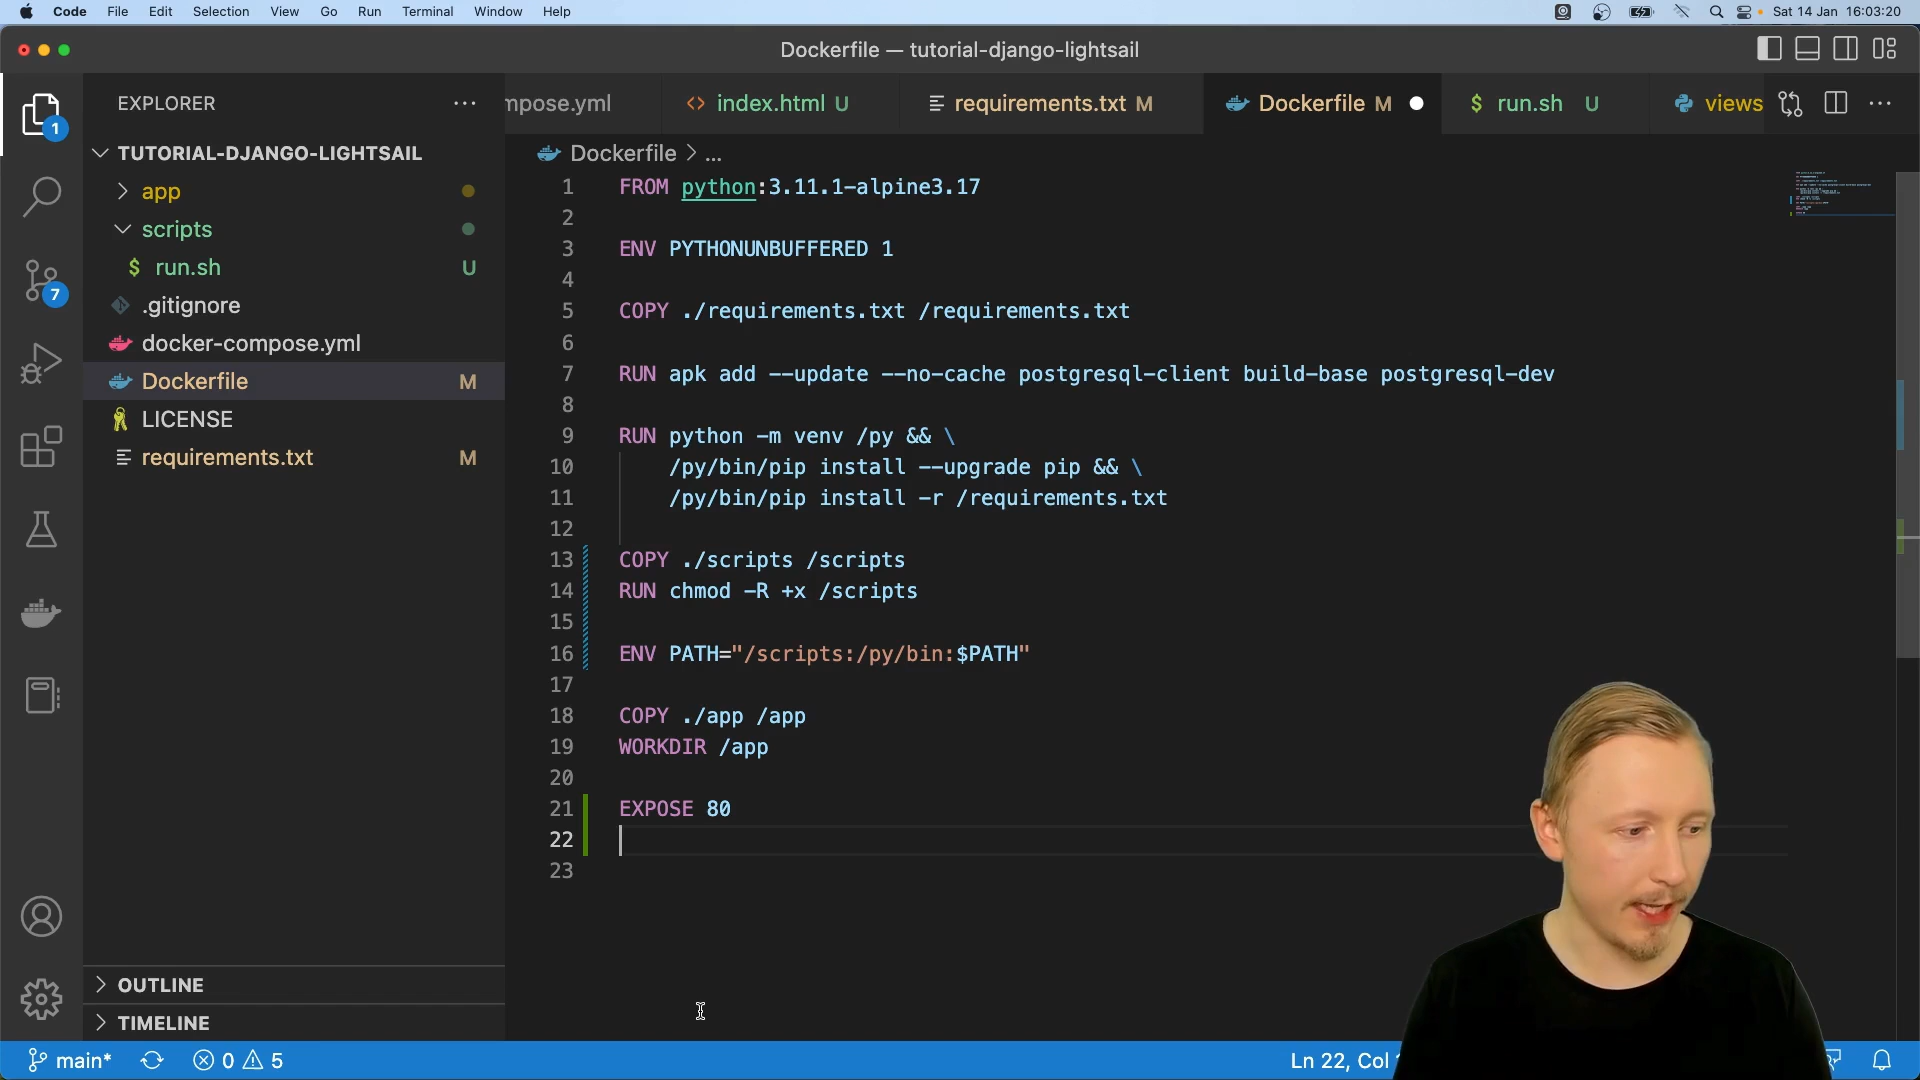 Code File Edit Selection View Go Run Terminal Window Help
Sat 14 Jan 16:03:20
Dockerfile — tutorial-django-lightsail
EXPLORER
mpose.yml
index.html U
requirements.txt M
Dockerfile M
run.sh U
views
1
TUTORIAL-DJANGO-LIGHTSAIL
app
scripts
run.sh U
.gitignore
docker-compose.yml
Dockerfile M
LICENSE
requirements.txt M
7
OUTLINE
TIMELINE
Dockerfile > ...
1 FROM python:3.11.1-alpine3.17
2
3 ENV PYTHONUNBUFFERED 1
4
5 COPY ./requirements.txt /requirements.txt
6
7 RUN apk add --update --no-cache postgresql-client build-base postgresql-dev
8
9 RUN python -m venv /py && \
10 /py/bin/pip install --upgrade pip && \
11 /py/bin/pip install -r /requirements.txt
12
13 COPY ./scripts /scripts
14 RUN chmod -R +x /scripts
15
16 ENV PATH="/scripts:/py/bin:$PATH"
17
18 COPY ./app /app
19 WORKDIR /app
20
21 EXPOSE 80
22
23
main* 0 5
Ln 22, Col